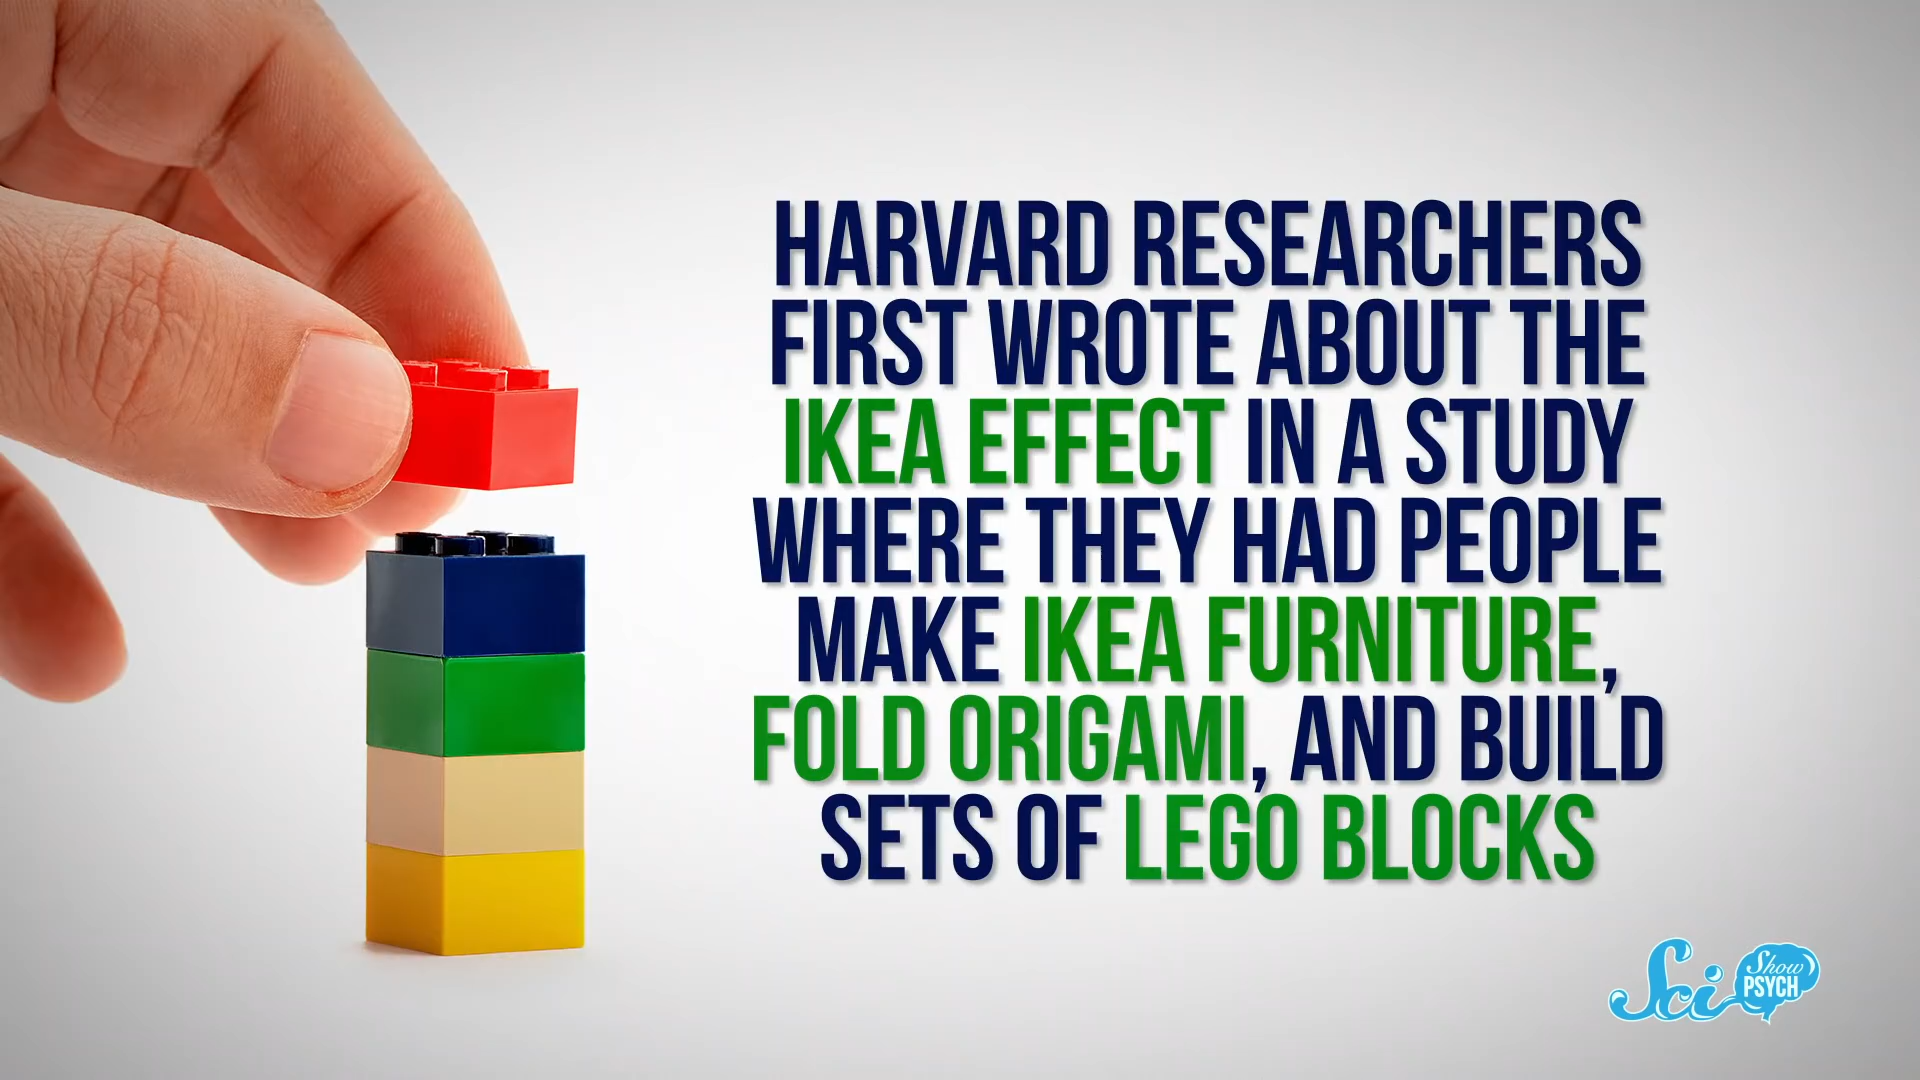 HARVARD RESEARCHERS
FIRST WROTE ABOUT THE
IKEA EFFECT IN A STUDY
WHERE THEY HAD PEOPLE
MAKE IKEA FURNITURE,
FOLD ORIGAMI, AND BUILD
SETS OF LEGO BLOCKS
Sci Show
PSYCH